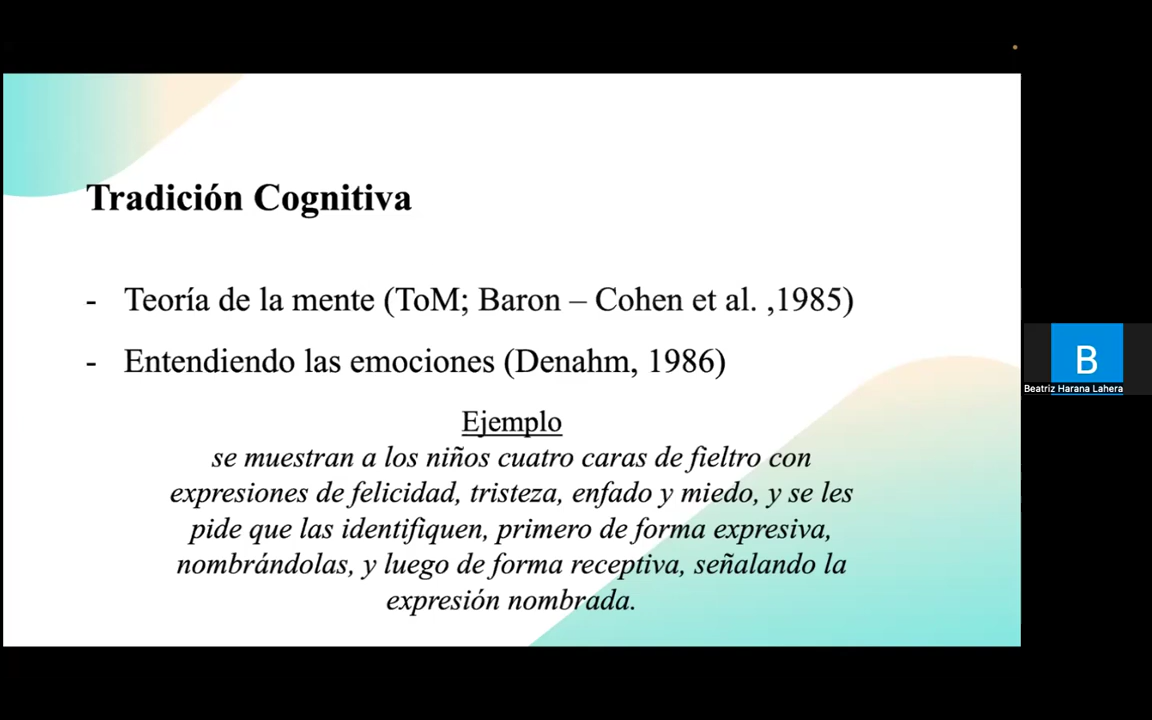 Tradición Cognitiva
- Teoría de la mente (ToM; Baron – Cohen et al. ,1985)
- Entendiendo las emociones (Denahm, 1986)
Ejemplo
se muestran a los niños cuatro caras de fieltro con
expresiones de felicidad, tristeza, enfado y miedo, y se les
pide que las identifiquen, primero de forma expresiva,
nombrándolas, y luego de forma receptiva, señalando la
expresión nombrada.
B
Beatriz Harana Lahera